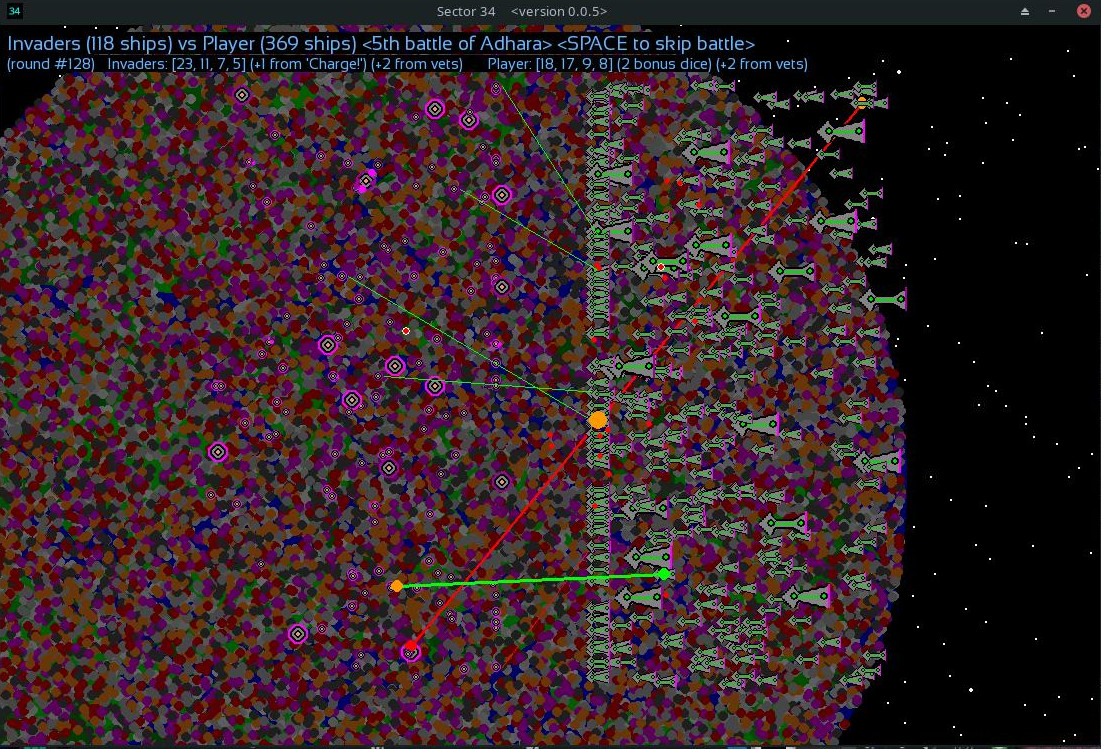 34
Sector 34 <version 0.0.5>
Invaders (118 ships) vs Player (369 ships) <5th battle of Adhara> <SPACE to skip battle>
(round #128) Invaders: [23, 11, 7, 5] (+1 from 'Charge!') (+2 from vets) Player: [18, 17, 9, 8] (2 bonus dice) (+2 from vets)